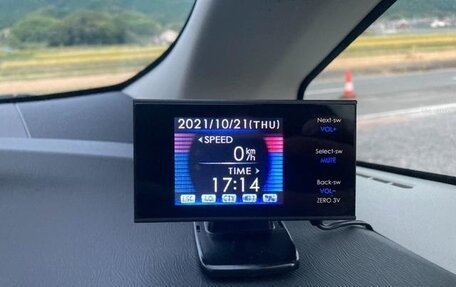 2021/10/21(THU)
SPEED
0km/h
TIME
17:14
Next-sw
VOL+
Select-sw
MUTE
Back-sw
VOL-
ZERO 3V